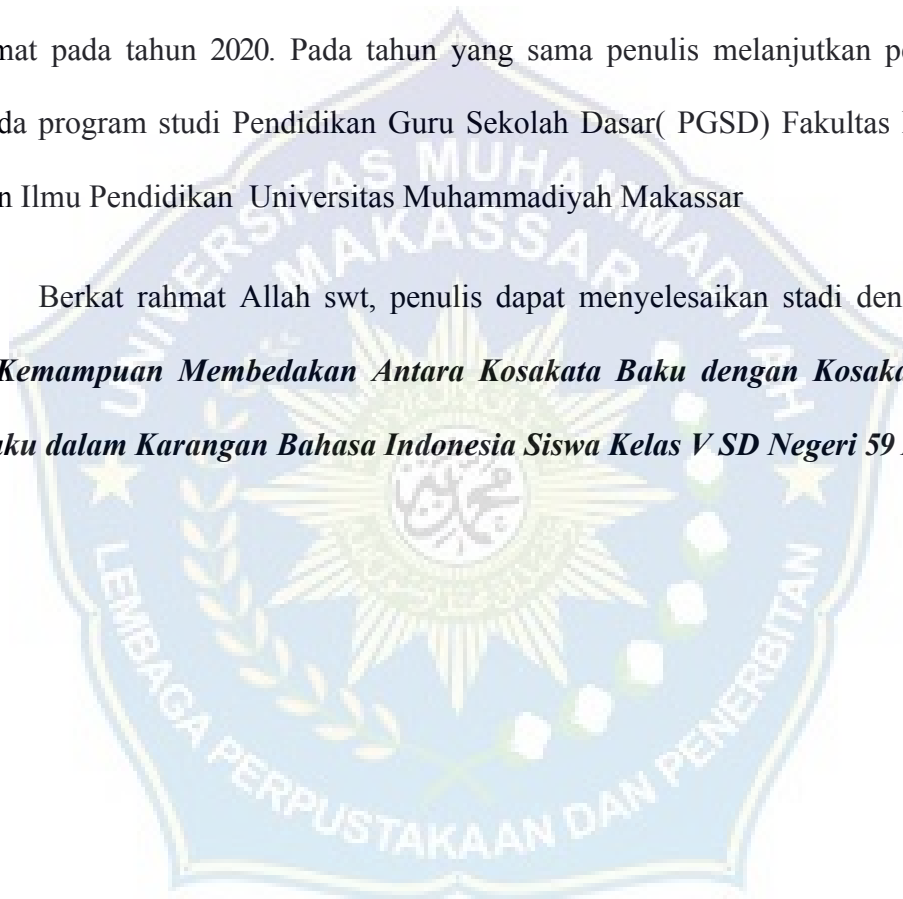 mat pada tahun 2020. Pada tahun yang sama penulis melanjutkan
da program studi Pendidikan Guru Sekolah Dasar( PGSD) Fakultas
n Ilmu Pendidikan Universitas Muhammadiyah Makassar
Berkat rahmat Allah swt, penulis dapat menyelesaikan stadi den
Kemampuan Membedakan Antara Kosakata Baku dengan
ku dalam Karangan Bahasa Indonesia Siswa Kelas V SD Negeri 59
UNIVERSITAS MUHAMMADIYAH
MAKASSAR
LEMBAGA PERPUSTAKAAN DAN PENERBITAN